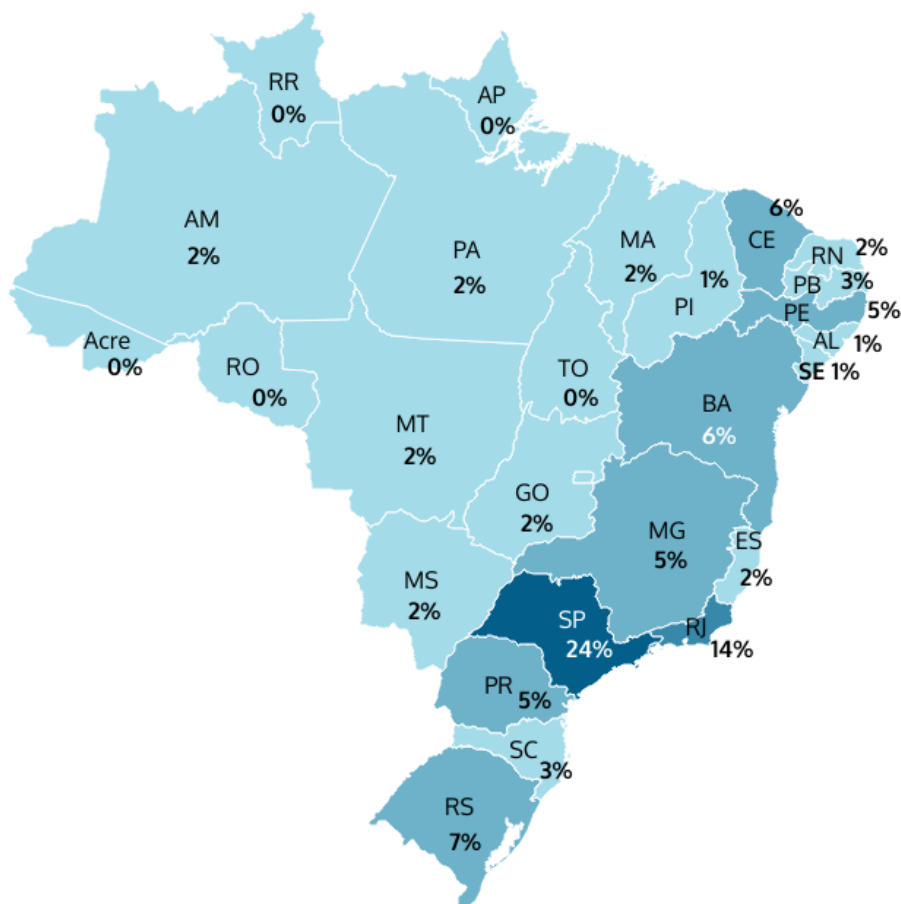 RR
0%
AP
0%
AM
2%
PA
2%
MA
2%
PI
1%
CE
6%
RN
2%
PB
3%
PE
5%
AL
1%
SE 1%
Acre
0%
RO
0%
TO
0%
BA
6%
MT
2%
GO
2%
MG
5%
ES
2%
MS
2%
SP
24%
RJ
14%
PR
5%
SC
3%
RS
7%